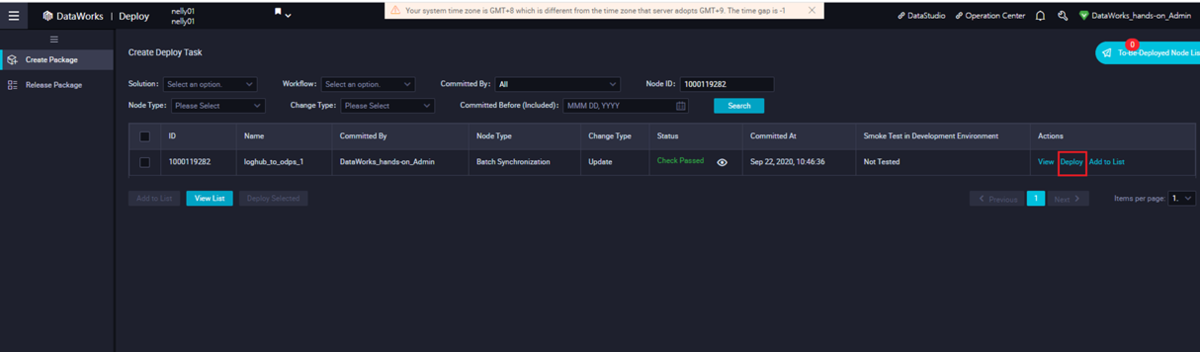 DataWorks | Deploy
nelly01
nelly01
Your system time zone is GMT+8 which is different from the time zone that server adopts GMT+9. The time gap is -1
DataStudio
Operation Center
DataWorks_hands-on_Admin
Create Package
Release Package
Create Deploy Task
0
To-Be-Deployed Node Lis
Solution: Select an option.
Workflow: Select an option.
Committed By: All
Node ID: 1000119282
Node Type: Please Select
Change Type: Please Select
Committed Before (Included): MMM DD, YYYY
Search
ID Name Committed By Node Type Change Type Status Committed At Smoke Test in Development Environment Actions
1000119282 loghub_to_odps_1 DataWorks_hands-on_Admin Batch Synchronization Update Check Passed Sep 22, 2020, 10:46:36 Not Tested View Deploy Add to List
Add to List View List Deploy Selected
Previous 1 Next Items per page: 1.